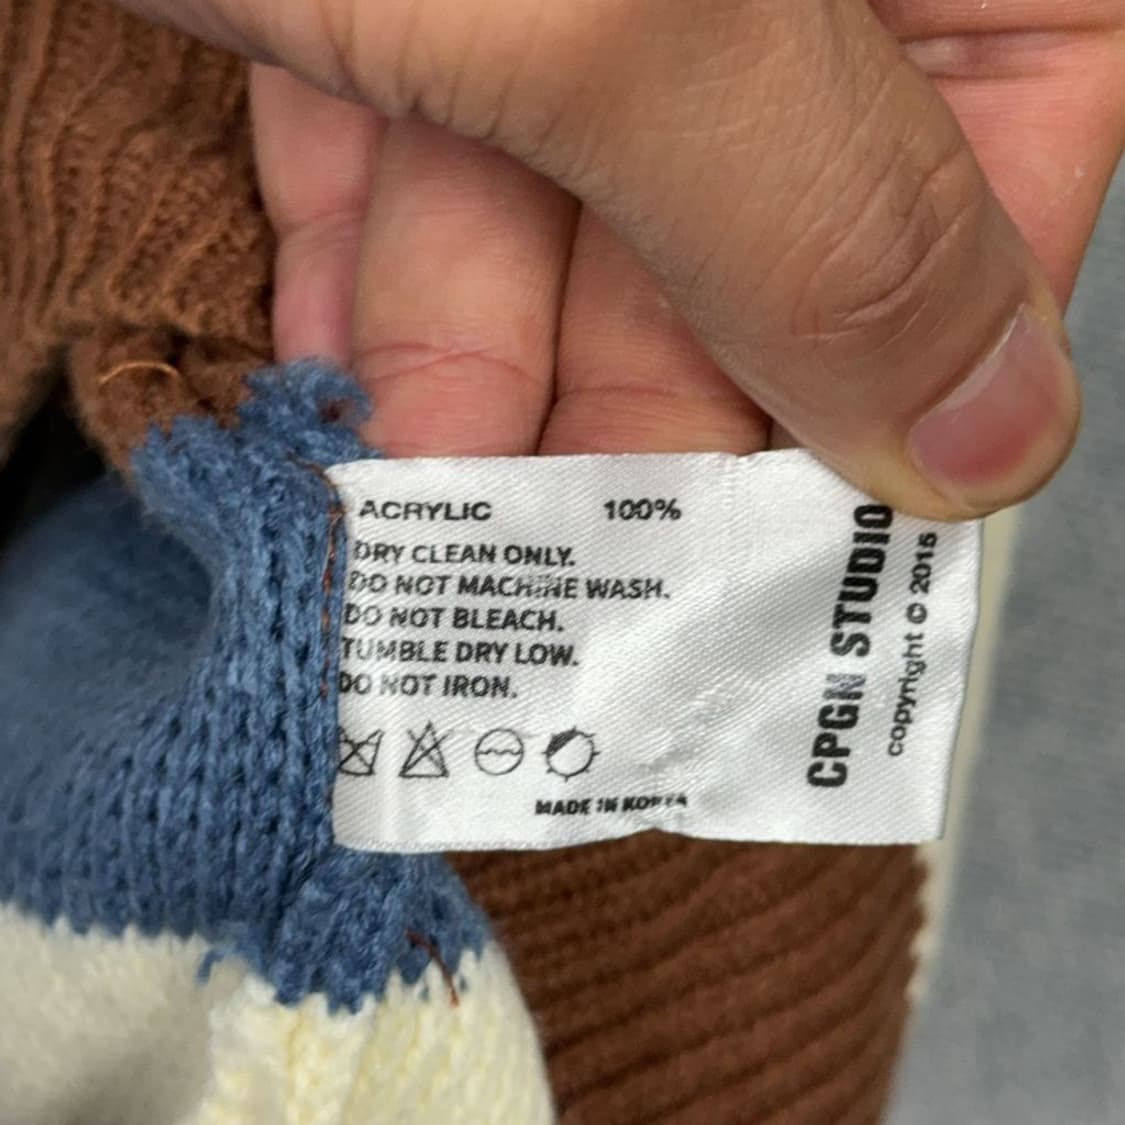 ACRYLIC 100%
DRY CLEAN ONLY.
DO NOT MACHINE WASH.
DO NOT BLEACH.
TUMBLE DRY LOW.
DO NOT IRON.
MADE IN KOREA
CPGN STUDIO
copyright © 2015